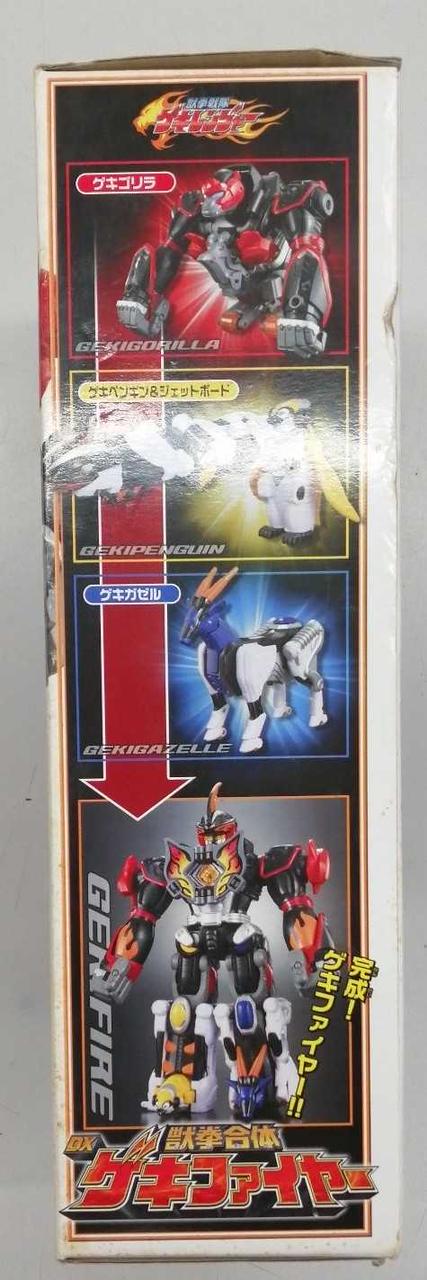 獣拳戦隊
ゲキレンジャー
ゲキゴリラ
GEKIGORILLA
ゲキペンギン&ジェットボード
GEKIPENGUIN
ゲキガゼル
GEKIGAZELLE
GEKIFIRE
完成!
ゲキファイヤー!!
DX 獣拳合体
ゲキファイヤー